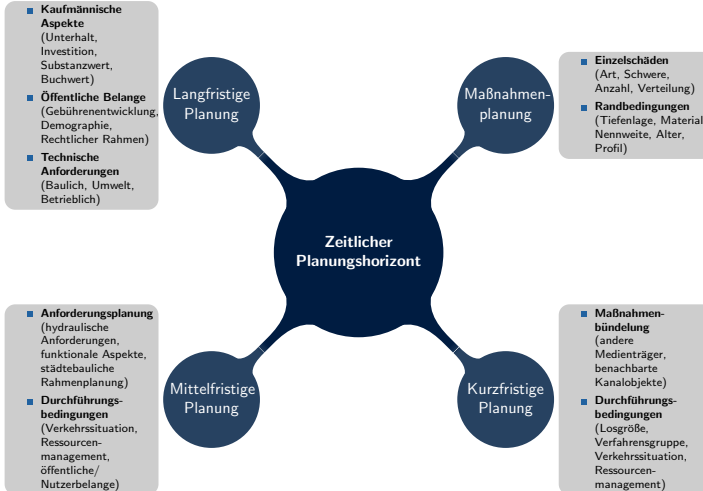 Kaufmännische
Aspekte
(Unterhalt,
Investition,
Substanzwert,
Buchwert)
Öffentliche Belange
(Gebührenentwicklung,
Demographie,
Rechtlicher Rahmen)
Technische
Anforderungen
(Baulich, Umwelt,
Betrieblich)
Langfristige
Planung
Maßnahmen-
planung
Einzelschäden
(Art, Schwere,
Anzahl, Verteilung)
Randbedingungen
(Tiefenlage, Material
Nennweite, Alter,
Profil)
Zeitlicher
Planungshorizont
Anforderungsplanung
(hydraulische
Anforderungen,
funktionale Aspekte,
städtebauliche
Rahmenplanung)
Durchführungs-
bedingungen
(Verkehrssituation,
Ressourcen-
management,
öffentliche/
Nutzerbelange)
Mittelfristige
Planung
Kurzfristige
Planung
Maßnahmen-
bündelung
(andere
Medienträger,
benachbarte
Kanalobjekte)
Durchführungs-
bedingungen
(Losgröße,
Verfahrensgruppe,
Verkehrssituation,
Ressourcen-
management)